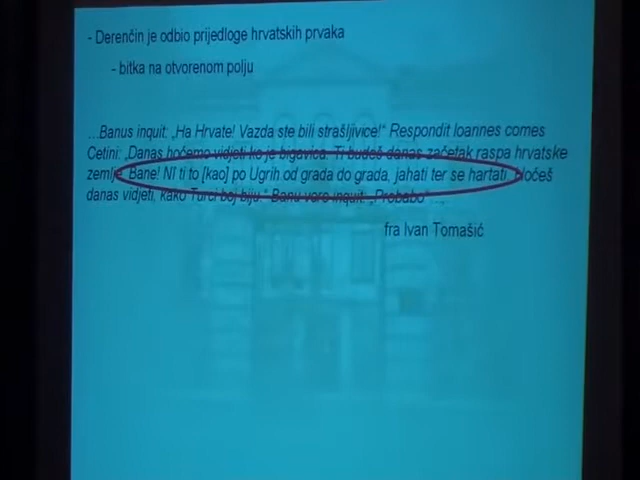 - Derenčin je odbio prijedloge hrvatskih prvaka
- bitka na otvorenom polju
...Banus inquit: „Ha Hrvate! Vazda ste bili strašljivice!" Respondit Ioannes comes
Cetini: „Danas hoćemo vidjeti ko je bigavica. Ti budeš danas začetak raspa hrvatske
zemlje, Bane! NI ti to [kao] po Ugrih od grada do grada, jahati ter se hartati. Hoćeš
danas vidjeti, kako Turci boj biju." Banu vero inquit: „Probabo"...
fra Ivan Tomašić